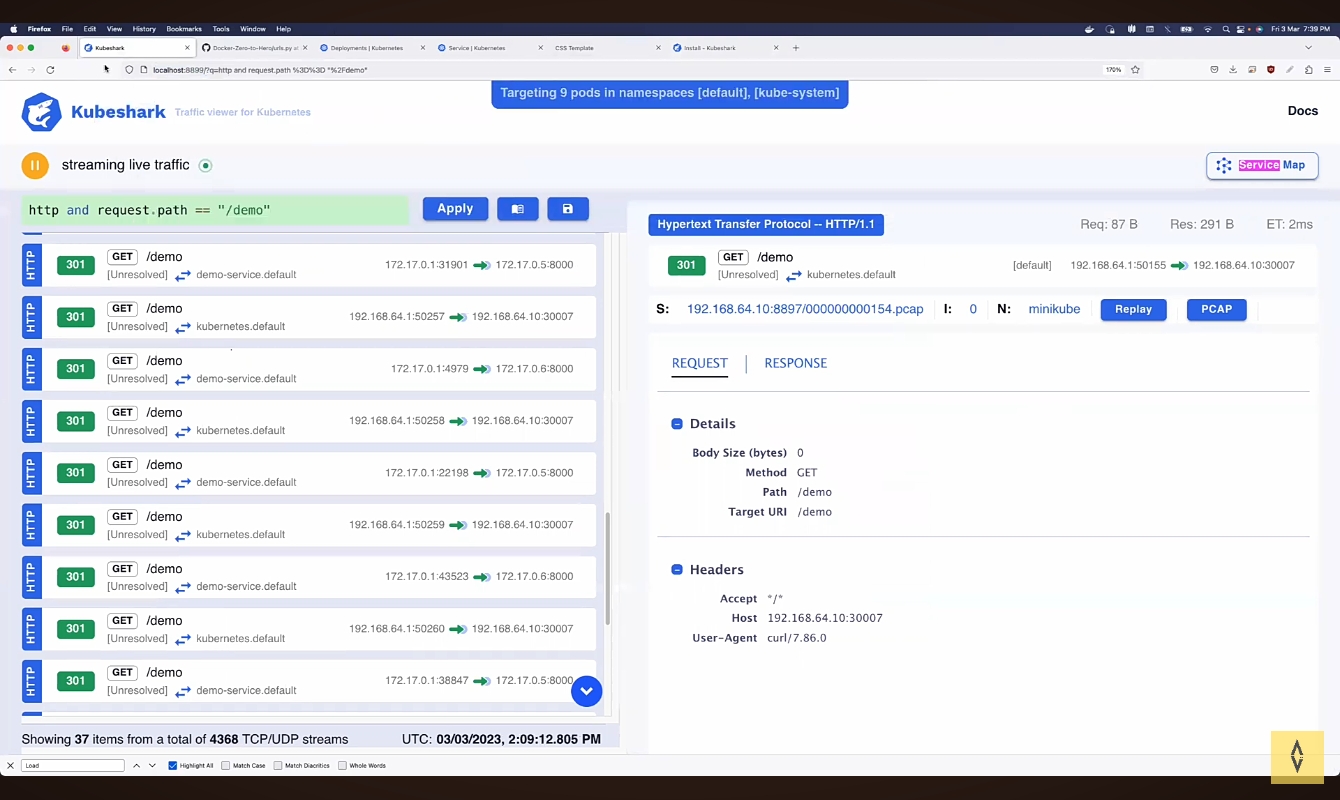 Firefox File Edit View History Bookmarks Tools Window Help Fri 3 Mar 7:39 PM
Kubeshark Docker-Zero-to-Hero/urls.py at Deployments | Kubernetes Service | Kubernetes CSS Template Install - Kubeshark
localhost:8899/?q=http and request.path %3D%3D "%2Fdemo" 170%
Targeting 9 pods in namespaces [default], [kube-system]
Kubeshark Traffic viewer for Kubernetes Docs
streaming live traffic Service Map
http and request.path == "/demo" Apply
HTTP 301 GET /demo
[Unresolved] demo-service.default 172.17.0.1:31901 172.17.0.5:8000
HTTP 301 GET /demo
[Unresolved] kubernetes.default 192.168.64.1:50257 192.168.64.10:30007
HTTP 301 GET /demo
[Unresolved] demo-service.default 172.17.0.1:4979 172.17.0.6:8000
HTTP 301 GET /demo
[Unresolved] kubernetes.default 192.168.64.1:50258 192.168.64.10:30007
HTTP 301 GET /demo
[Unresolved] demo-service.default 172.17.0.1:22198 172.17.0.5:8000
HTTP 301 GET /demo
[Unresolved] kubernetes.default 192.168.64.1:50259 192.168.64.10:30007
HTTP 301 GET /demo
[Unresolved] demo-service.default 172.17.0.1:43523 172.17.0.6:8000
HTTP 301 GET /demo
[Unresolved] kubernetes.default 192.168.64.1:50260 192.168.64.10:30007
HTTP 301 GET /demo
[Unresolved] demo-service.default 172.17.0.1:38847 172.17.0.5:8000
Showing 37 items from a total of 4368 TCP/UDP streams UTC: 03/03/2023, 2:09:12.805 PM
Hypertext Transfer Protocol -- HTTP/1.1 Req: 87 B Res: 291 B ET: 2ms
301 GET /demo
[Unresolved] kubernetes.default [default] 192.168.64.1:50155 192.168.64.10:30007
S: 192.168.64.10:8897/000000000154.pcap I: 0 N: minikube Replay PCAP
REQUEST | RESPONSE
Details
Body Size (bytes) 0
Method GET
Path /demo
Target URI /demo
Headers
Accept */*
Host 192.168.64.10:30007
User-Agent curl/7.86.0
Load Highlight All Match Case Match Diacritics Whole Words